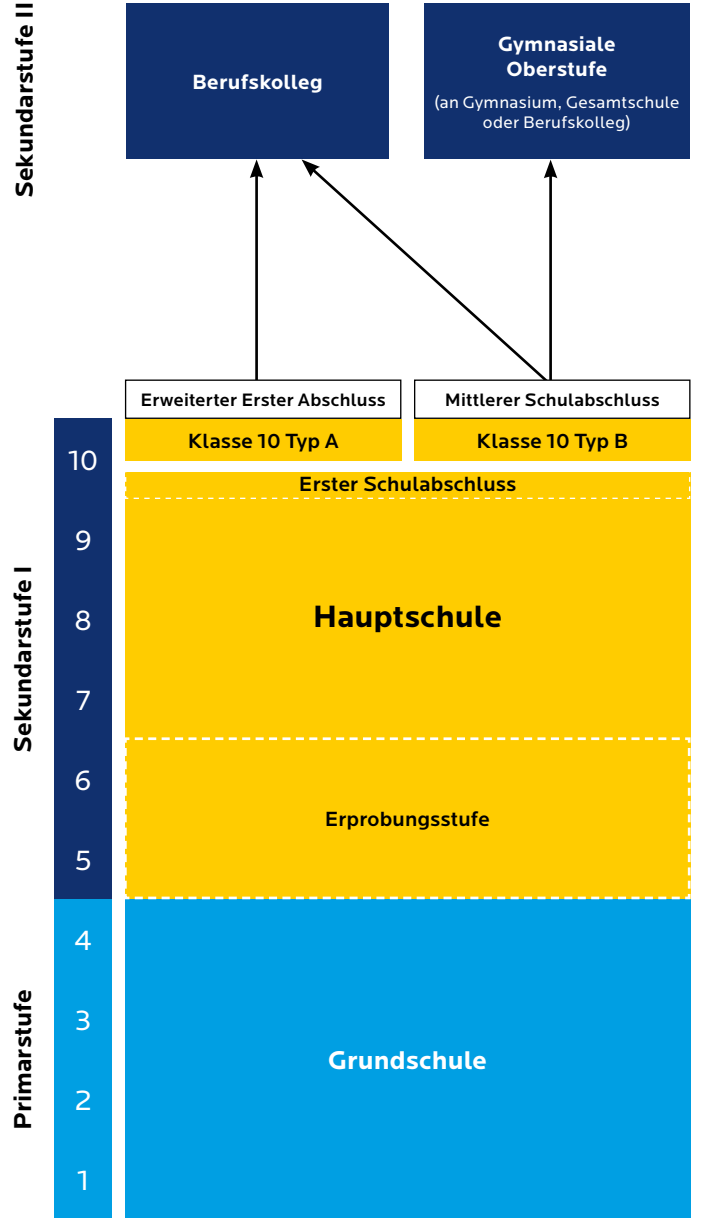 Sekundarstufe II
Berufskolleg
Gymnasiale
Oberstufe
(an Gymnasium, Gesamtschule
oder Berufskolleg)
Erweiterter Erster Abschluss
Mittlerer Schulabschluss
Sekundarstufe I
10
Klasse 10 Typ A
Klasse 10 Typ B
Erster Schulabschluss
9
8
Hauptschule
7
6
Erprobungsstufe
5
Primarstufe
4
3
Grundschule
2
1